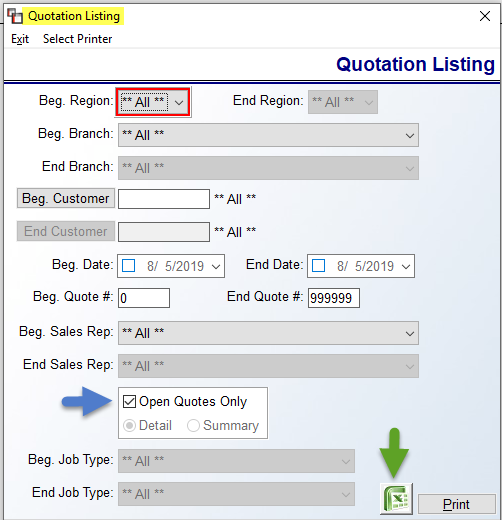 Quotation Listing
Exit Select Printer
Quotation Listing
Beg. Region: ** All ** End Region: ** All **
Beg. Branch: ** All **
End Branch: ** All **
Beg. Customer ** All **
End Customer ** All **
Beg. Date: 8/ 5/2019 End Date: 8/ 5/2019
Beg. Quote #: 0 End Quote #: 999999
Beg. Sales Rep: ** All **
End Sales Rep: ** All **
Open Quotes Only
Detail Summary
Beg. Job Type: ** All **
End Job Type: ** All **
Print